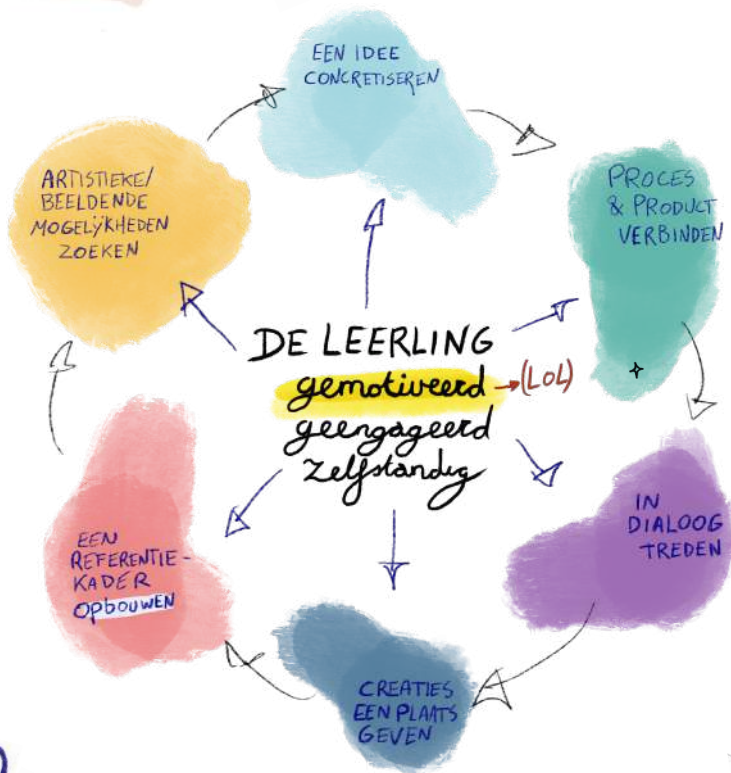 EEN IDEE
CONCRETISEREN
PROCES
& PRODUCT
VERBINDEN
IN
DIALOOG
TREDEN
CREATIES
EEN PLAATS
GEVEN
EEN
REFERENTIE-
KADER
OPBOUWEN
ARTISTIEKE/
BEELDENDE
MOGELIJKHEDEN
ZOEKEN
DE LEERLING
gemotiveerd → (LOL)
geengageerd
zelfstandig